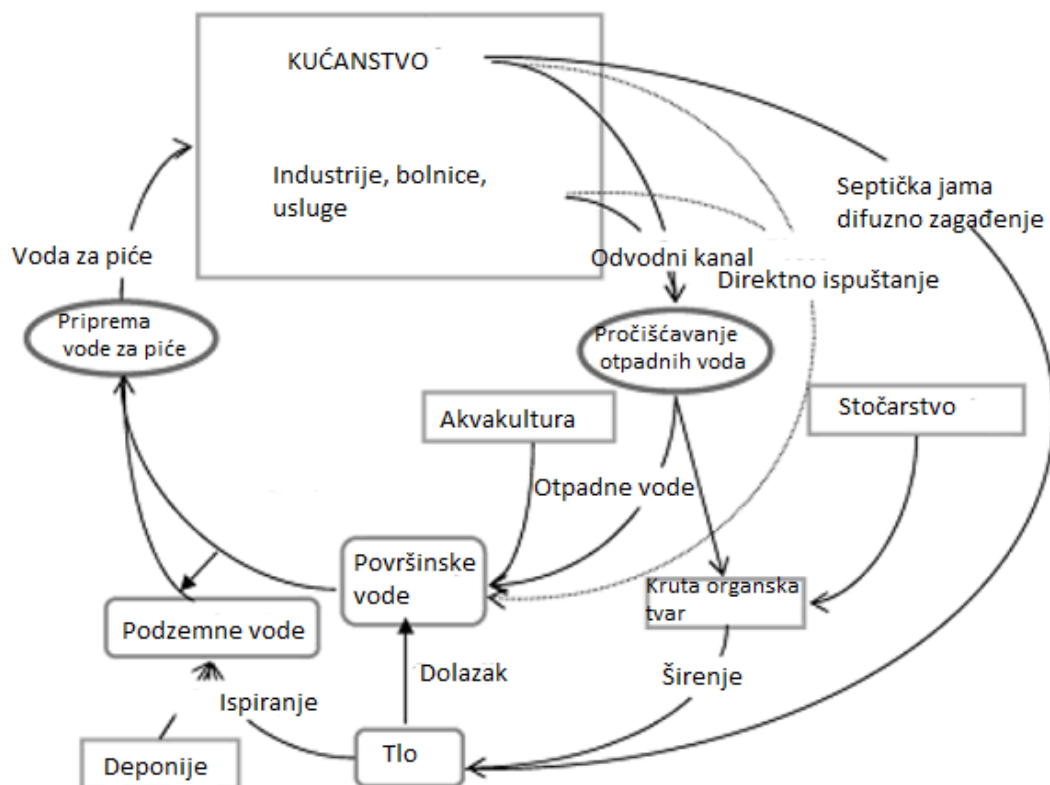 KUĆANSTVO
Industrije, bolnice,
usluge
Septička jama
difuzno zagađenje
Voda za piće
Odvodni kanal
Direktno ispuštanje
Priprema
vode za piće
Pročišćavanje
otpadnih voda
Akvakultura
Stočarstvo
Otpadne vode
Površinske
vode
Kruta organska
tvar
Podzemne vode
Dolazak
Širenje
Ispiranje
Tlo
Deponije